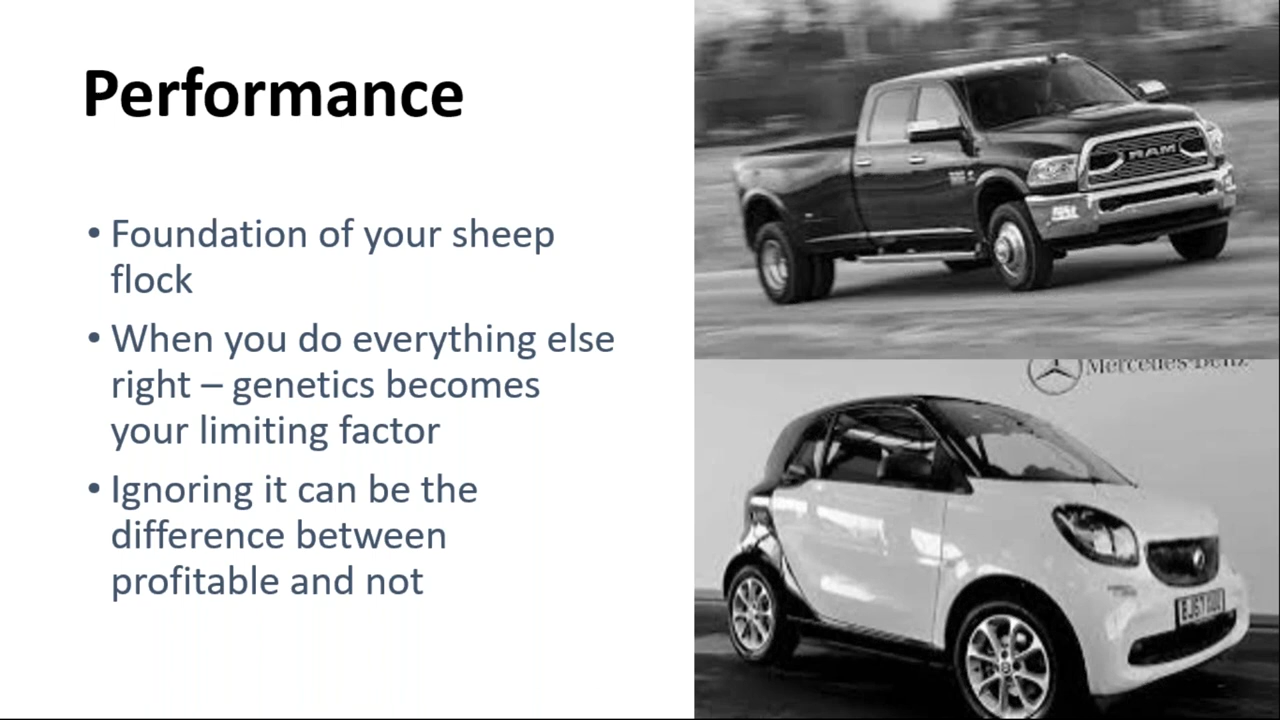 Performance
• Foundation of your sheep
flock
• When you do everything else
right – genetics becomes
your limiting factor
• Ignoring it can be the
difference between
profitable and not
RAM
Mercedes-Benz